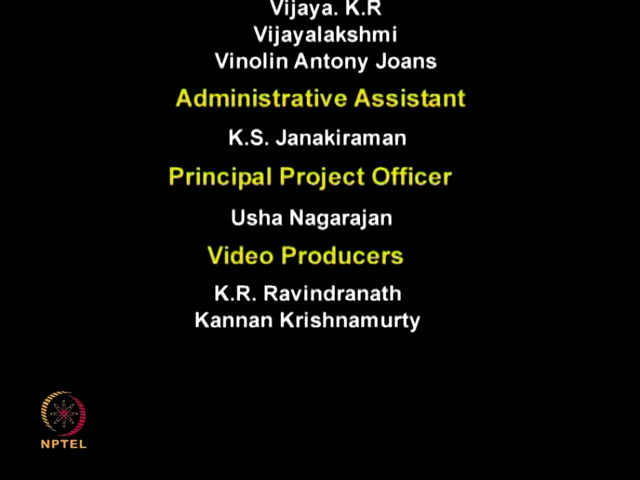 Vijaya. K.R
Vijayalakshmi
Vinolin Antony Joans
Administrative Assistant
K.S. Janakiraman
Principal Project Officer
Usha Nagarajan
Video Producers
K.R. Ravindranath
Kannan Krishnamurty
NPTEL